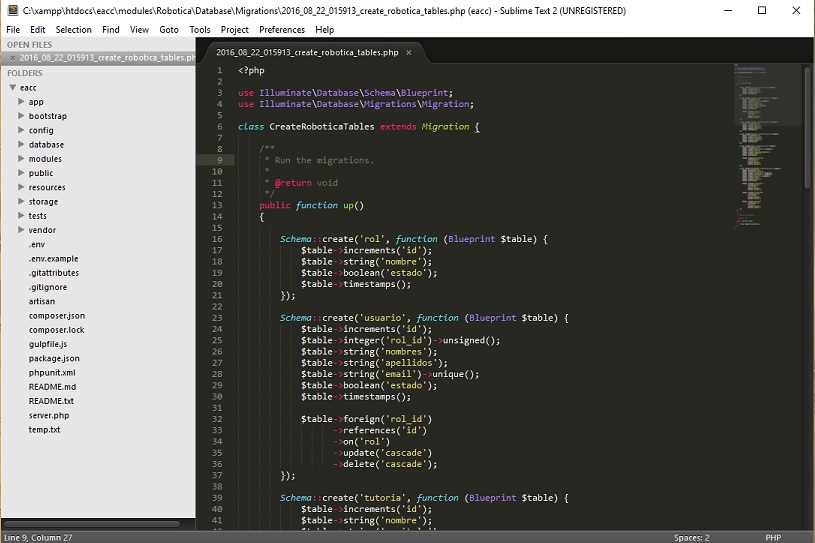 C:\xampp\htdocs\eacc\modules\Robotica\Database\Migrations\2016_08_22_015913_create_robotica_tables.php (eacc) - Sublime Text 2 (UNREGISTERED)
File Edit Selection Find View Goto Tools Project Preferences Help
OPEN FILES
× 2016_08_22_015913_create_robotica_tables.ph
FOLDERS
eacc
app
bootstrap
config
database
modules
public
resources
storage
tests
vendor
.env
.env.example
.gitattributes
.gitignore
artisan
composer.json
composer.lock
gulpfile.js
package.json
phpunit.xml
README.md
README.txt
server.php
temp.txt
2016_08_22_015913_create_robotica_tables.php ×
1 <?php
2
3 use Illuminate\Database\Schema\Blueprint;
4 use Illuminate\Database\Migrations\Migration;
5
6 class CreateRoboticaTables extends Migration {
7
8 /**
9 * Run the migrations.
10 *
11 * @return void
12 */
13 public function up()
14 {
15
16 Schema::create('rol', function (Blueprint $table) {
17 $table->increments('id');
18 $table->string('nombre');
19 $table->boolean('estado');
20 $table->timestamps();
21 });
22
23 Schema::create('usuario', function (Blueprint $table) {
24 $table->increments('id');
25 $table->integer('rol_id')->unsigned();
26 $table->string('nombres');
27 $table->string('apellidos');
28 $table->string('email')->unique();
29 $table->boolean('estado');
30 $table->timestamps();
31
32 $table->foreign('rol_id')
33 ->references('id')
34 ->on('rol')
35 ->update('cascade')
36 ->delete('cascade');
37 });
38
39 Schema::create('tutoria', function (Blueprint $table) {
40 $table->increments('id');
41 $table->string('nombre');
Line 9, Column 27
Spaces: 2
PHP